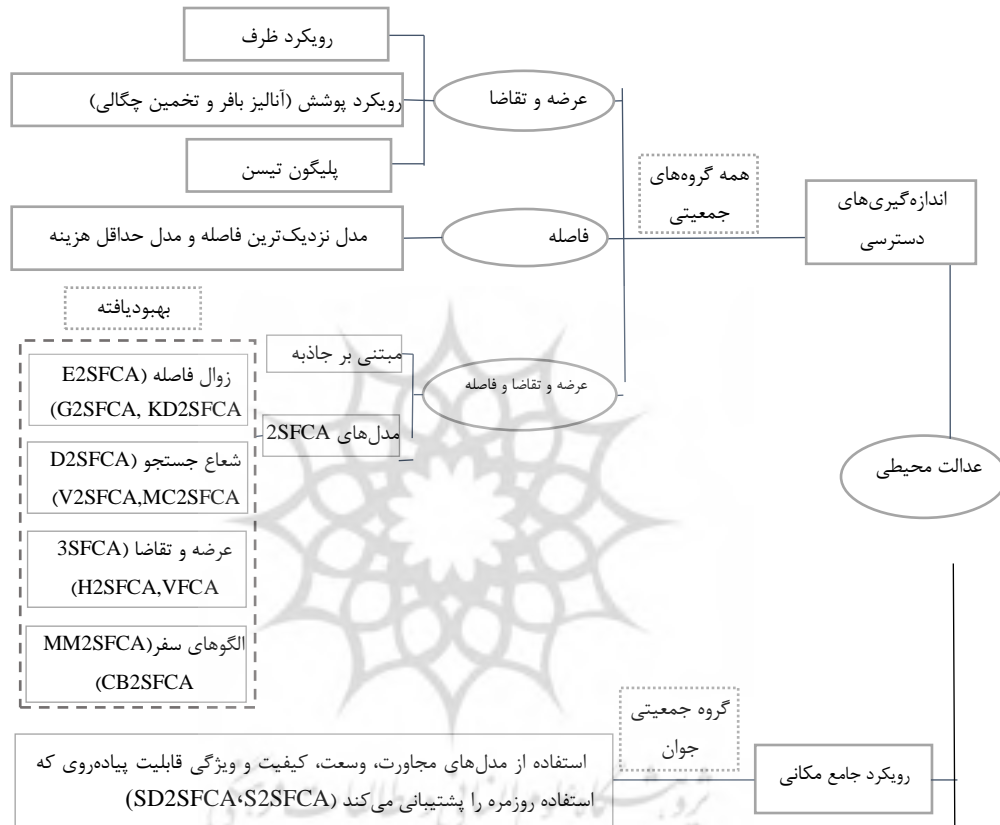 رویکرد ظرف
عرضه و تقاضا
رویکرد پوشش (آنالیز بافر و تخمین چگالی)
پلیگون تیسن
همه گروه‌های
جمعیتی
اندازه‌گیری‌های
دسترسی
فاصله
مدل نزدیک‌ترین فاصله و مدل حداقل هزینه
بهبودیافته
مبتنی بر جاذبه
عرضه و تقاضا و فاصله
مدل‌های 2SFCA
زوال فاصله (E2SFCA
G2SFCA, KD2SFCA)
شعاع جستجو (D2SFCA
V2SFCA,MC2SFCA)
عرضه و تقاضا (3SFCA
H2SFCA,VFCA)
الگوهای سفر(MM2SFCA
CB2SFCA)
عدالت محیطی
گروه جمعیتی
جوان
رویکرد جامع مکانی
استفاده از مدل‌های مجاورت، وسعت، کیفیت و ویژگی قابلیت پیاده‌روی که
استفاده روزمره را پشتیبانی می‌کند (SD2SFCA،S2SFCA)